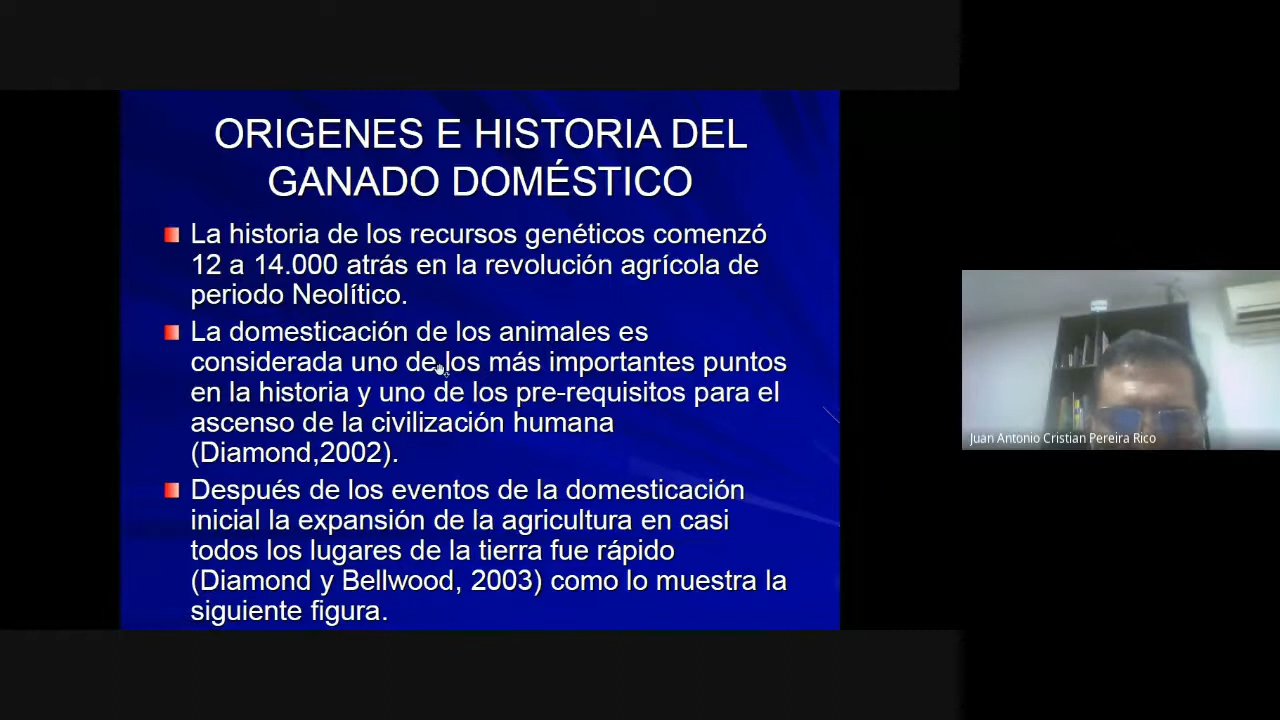 ORIGENES E HISTORIA DEL
GANADO DOMÉSTICO
La historia de los recursos genéticos comenzó
12 a 14.000 atrás en la revolución agrícola de
periodo Neolítico.
La domesticación de los animales es
considerada uno de los más importantes puntos
en la historia y uno de los pre-requisitos para el
ascenso de la civilización humana
(Diamond,2002).
Después de los eventos de la domesticación
inicial la expansión de la agricultura en casi
todos los lugares de la tierra fue rápido
(Diamond y Bellwood, 2003) como lo muestra la
siguiente figura.
Juan Antonio Cristian Pereira Rico